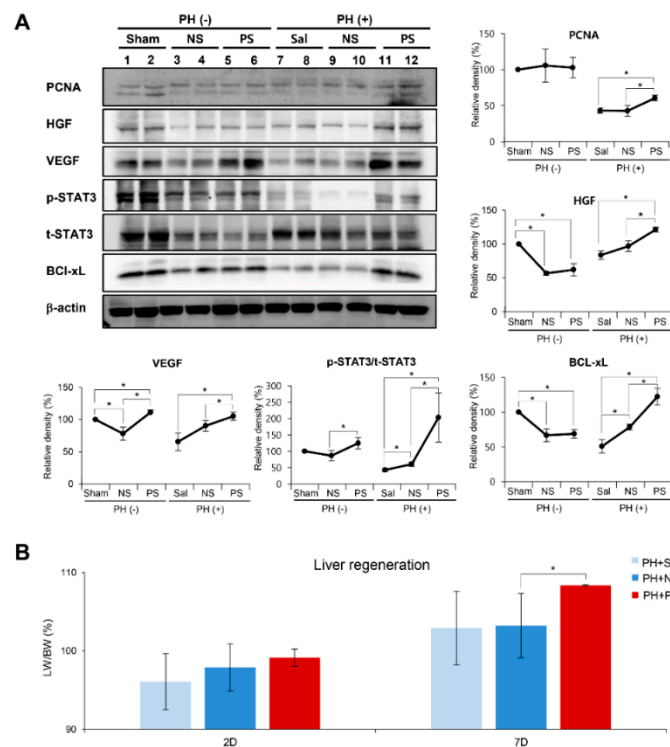 A
PH (-) PH (+)
Sham NS PS Sal NS PS
1 2 3 4 5 6 7 8 9 10 11 12
PCNA
HGF
VEGF
p-STAT3
t-STAT3
BCl-xL
β-actin
PCNA
Relative density (%)
150
100
50
0
Sham NS PS Sal NS PS
PH (-) PH (+)
HGF
Relative density (%)
150
100
50
0
Sham NS PS Sal NS PS
PH (-) PH (+)
VEGF
Relative density (%)
150
100
50
0
Sham NS PS Sal NS PS
PH (-) PH (+)
p-STAT3/t-STAT3
Relative density (%)
300
250
200
150
100
50
0
Sham NS PS Sal NS PS
PH (-) PH (+)
BCL-xL
Relative density (%)
150
100
50
0
Sham NS PS Sal NS PS
PH (-) PH (+)
B
Liver regeneration
LW/BW(%)
110
100
90
2D 7D
PH+S
PH+N
PH+P